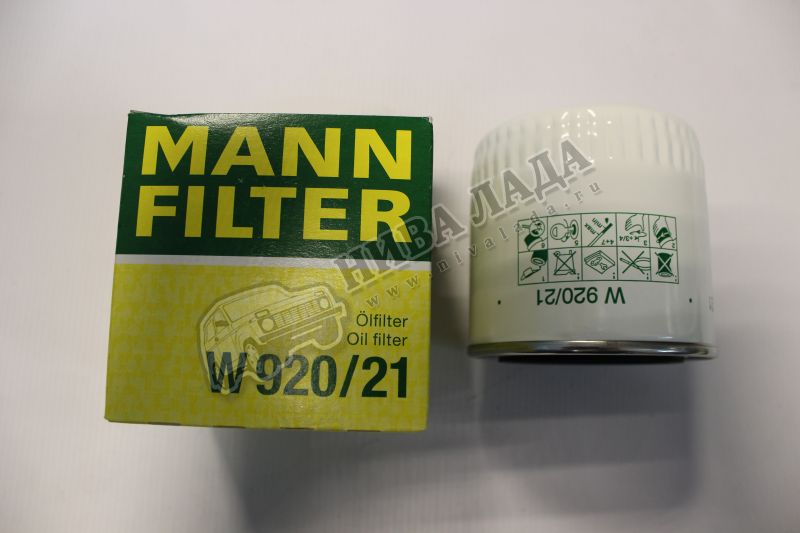 MANN
FILTER
Ölfilter
Oil filter
W 920/21
НИВА ЛАДА
www.nivalada.ru
W 920/21